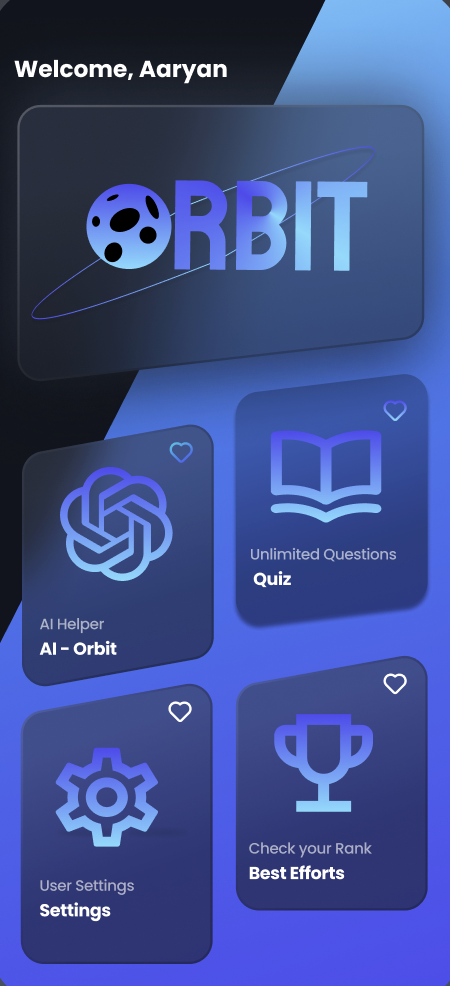 Welcome, Aaryan
ORBIT
Unlimited Questions
Quiz
AI Helper
AI - Orbit
Check your Rank
Best Efforts
User Settings
Settings